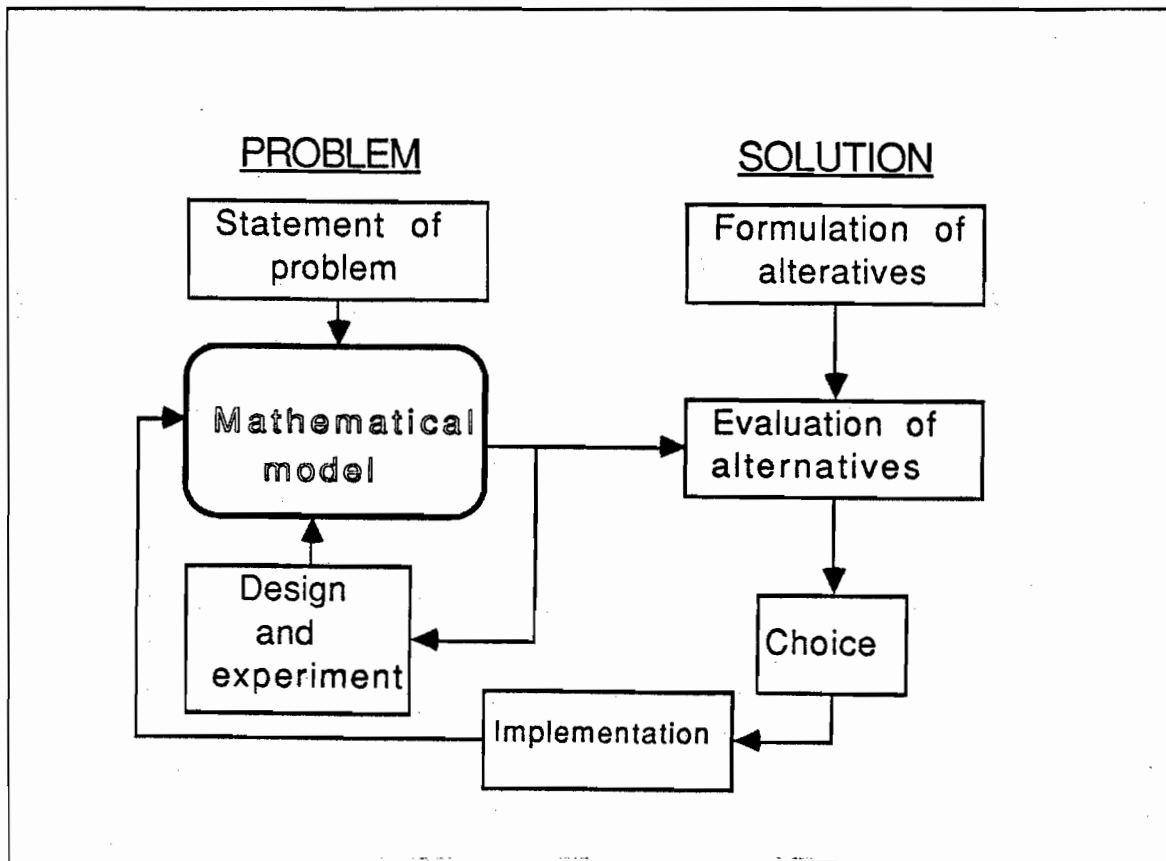 PROBLEM
Statement of
problem
Mathematical
model
Design
and
experiment
SOLUTION
Formulation of
alteratives
Evaluation of
alternatives
Choice
Implementation